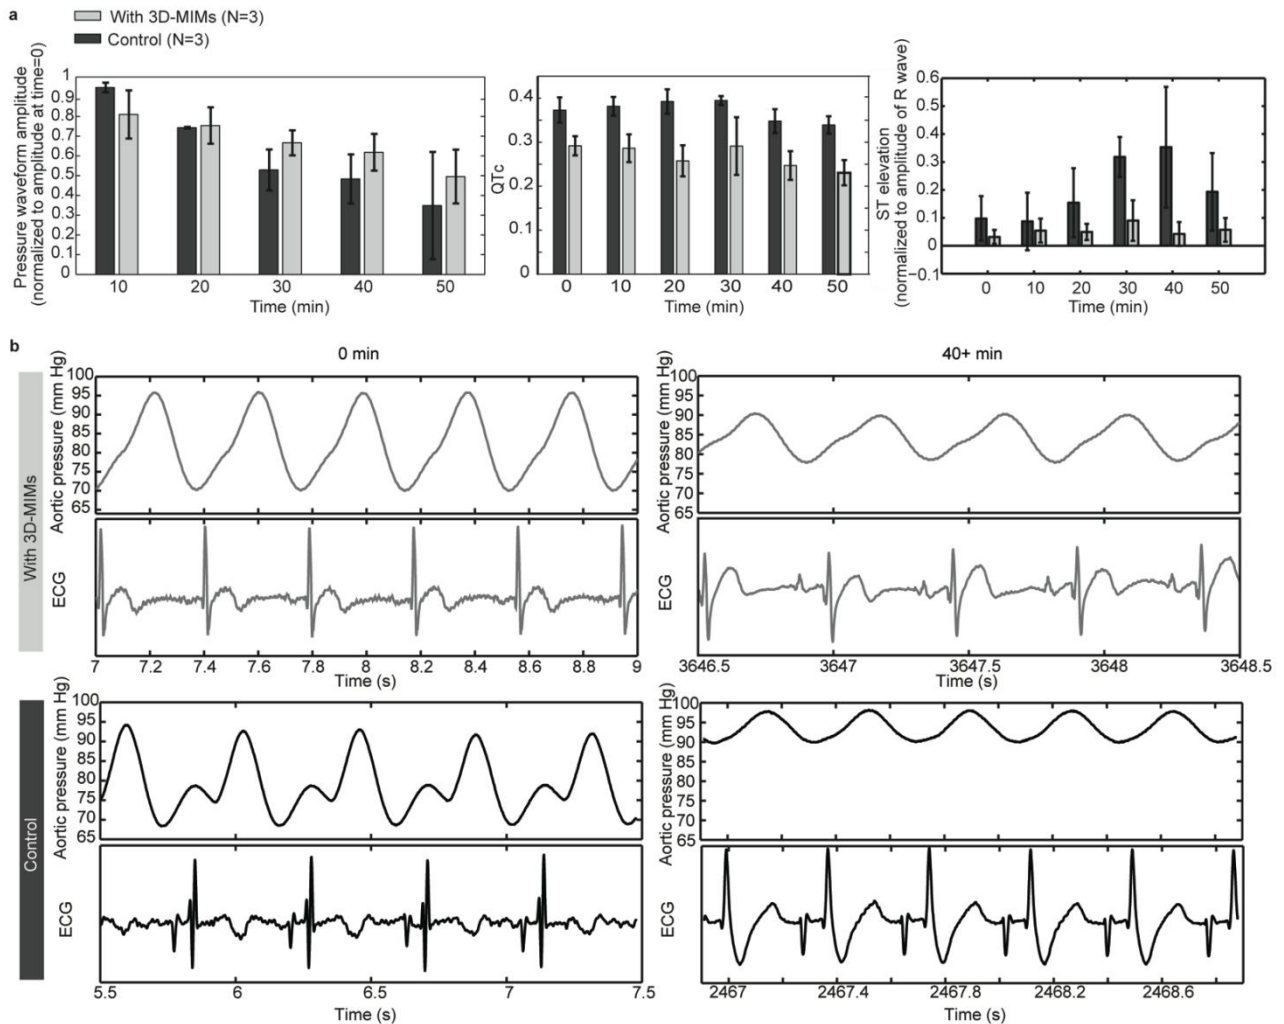 a
With 3D-MIMs (N=3)
Control (N=3)
Pressure waveform amplitude
(normalized to amplitude at time=0)
1
0.9
0.8
0.7
0.6
0.5
0.4
0.3
0.2
0.1
0
10 20 30 40 50
Time (min)
QTc
0.4
0.3
0.2
0.1
0
0 10 20 30 40 50
Time (min)
ST elevation
(normalized to amplitude of R wave)
0.6
0.5
0.4
0.3
0.2
0.1
0
−0.1
0 10 20 30 40 50
Time (min)
b
0 min
40+ min
With 3D-MIMs
Aortic pressure (mm Hg)
100
95
90
85
80
75
70
65
ECG
7 7.2 7.4 7.6 7.8 8 8.2 8.4 8.6 8.8 9
Time (s)
Aortic pressure (mm Hg)
100
95
90
85
80
75
70
65
ECG
3646.5 3647 3647.5 3648 3648.5
Time (s)
Control
Aortic pressure (mm Hg)
100
95
90
85
80
75
70
65
ECG
5.5 6 6.5 7 7.5
Time (s)
Aortic pressure (mm Hg)
100
95
90
85
80
75
70
65
ECG
2467 2467.4 2467.8 2468.2 2468.6
Time (s)